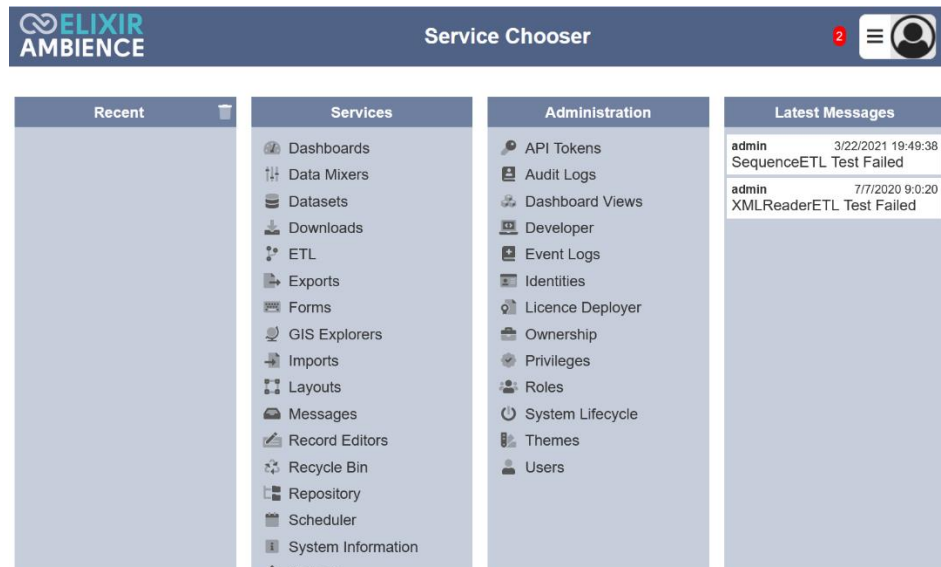 ELIXIR
AMBIENCE
Service Chooser
2
Recent
Services
Dashboards
Data Mixers
Datasets
Downloads
ETL
Exports
Forms
GIS Explorers
Imports
Layouts
Messages
Record Editors
Recycle Bin
Repository
Scheduler
System Information
Administration
API Tokens
Audit Logs
Dashboard Views
Developer
Event Logs
Identities
Licence Deployer
Ownership
Privileges
Roles
System Lifecycle
Themes
Users
Latest Messages
admin 3/22/2021 19:49:38
SequenceETL Test Failed
admin 7/7/2020 9:0:20
XMLReaderETL Test Failed